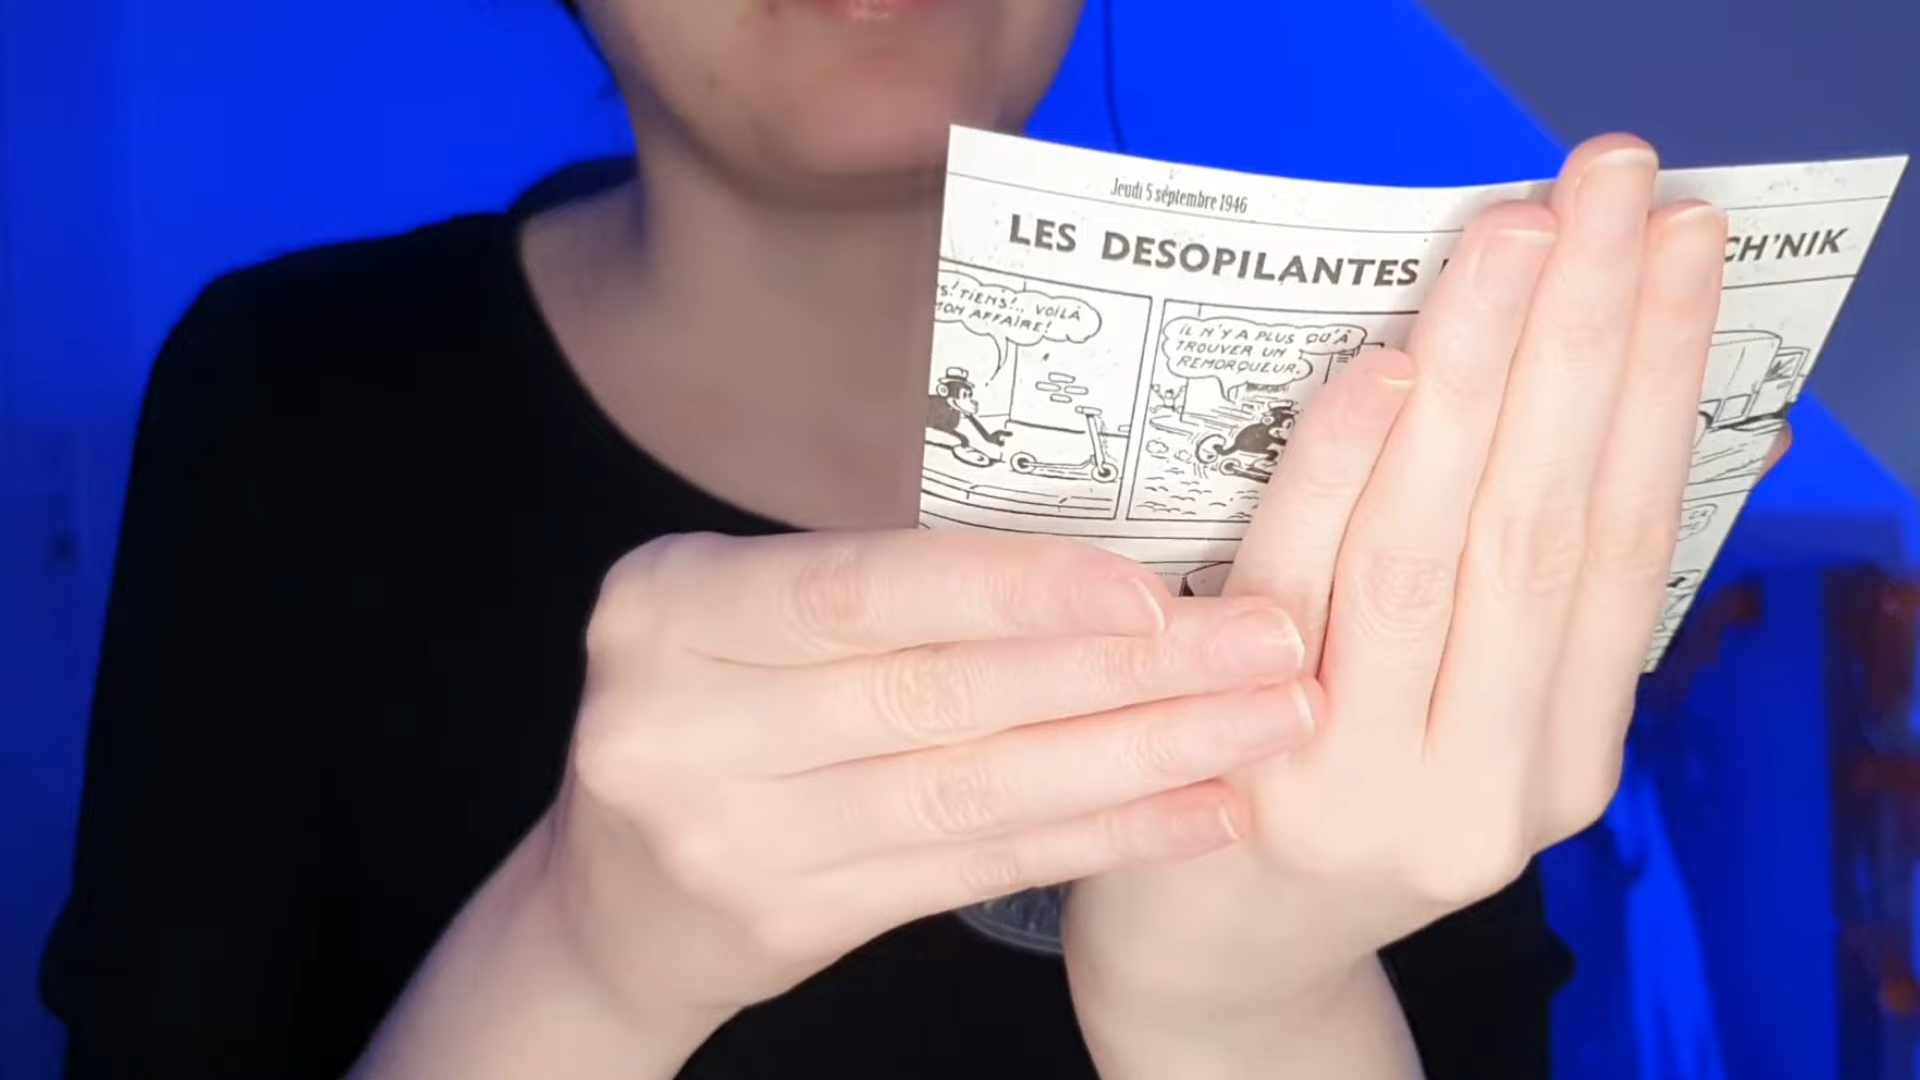 Jeudi 5 septembre 1946
LES DESOPILANTES
CH'NIK
TIENS!.. VOILÀ
MON AFFAIRE!
IL N'Y A PLUS QU'À
TROUVER UN
REMORQUEUR.